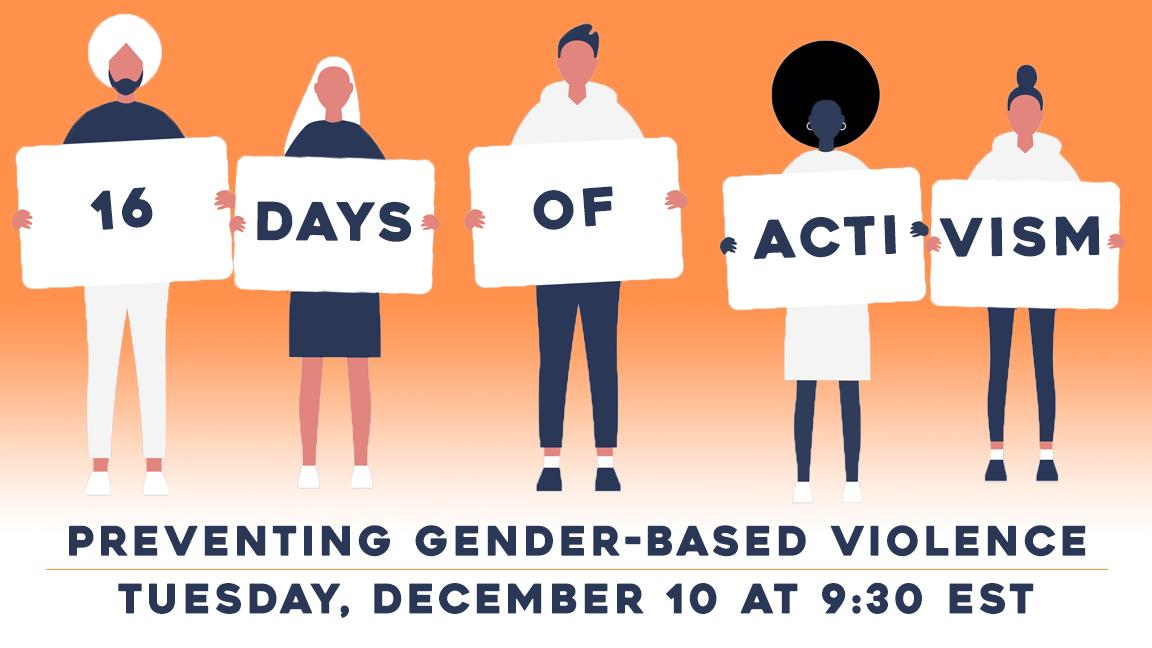 16 DAYS OF ACTI VISM
PREVENTING GENDER-BASED VIOLENCE
TUESDAY, DECEMBER 10 AT 9:30 EST